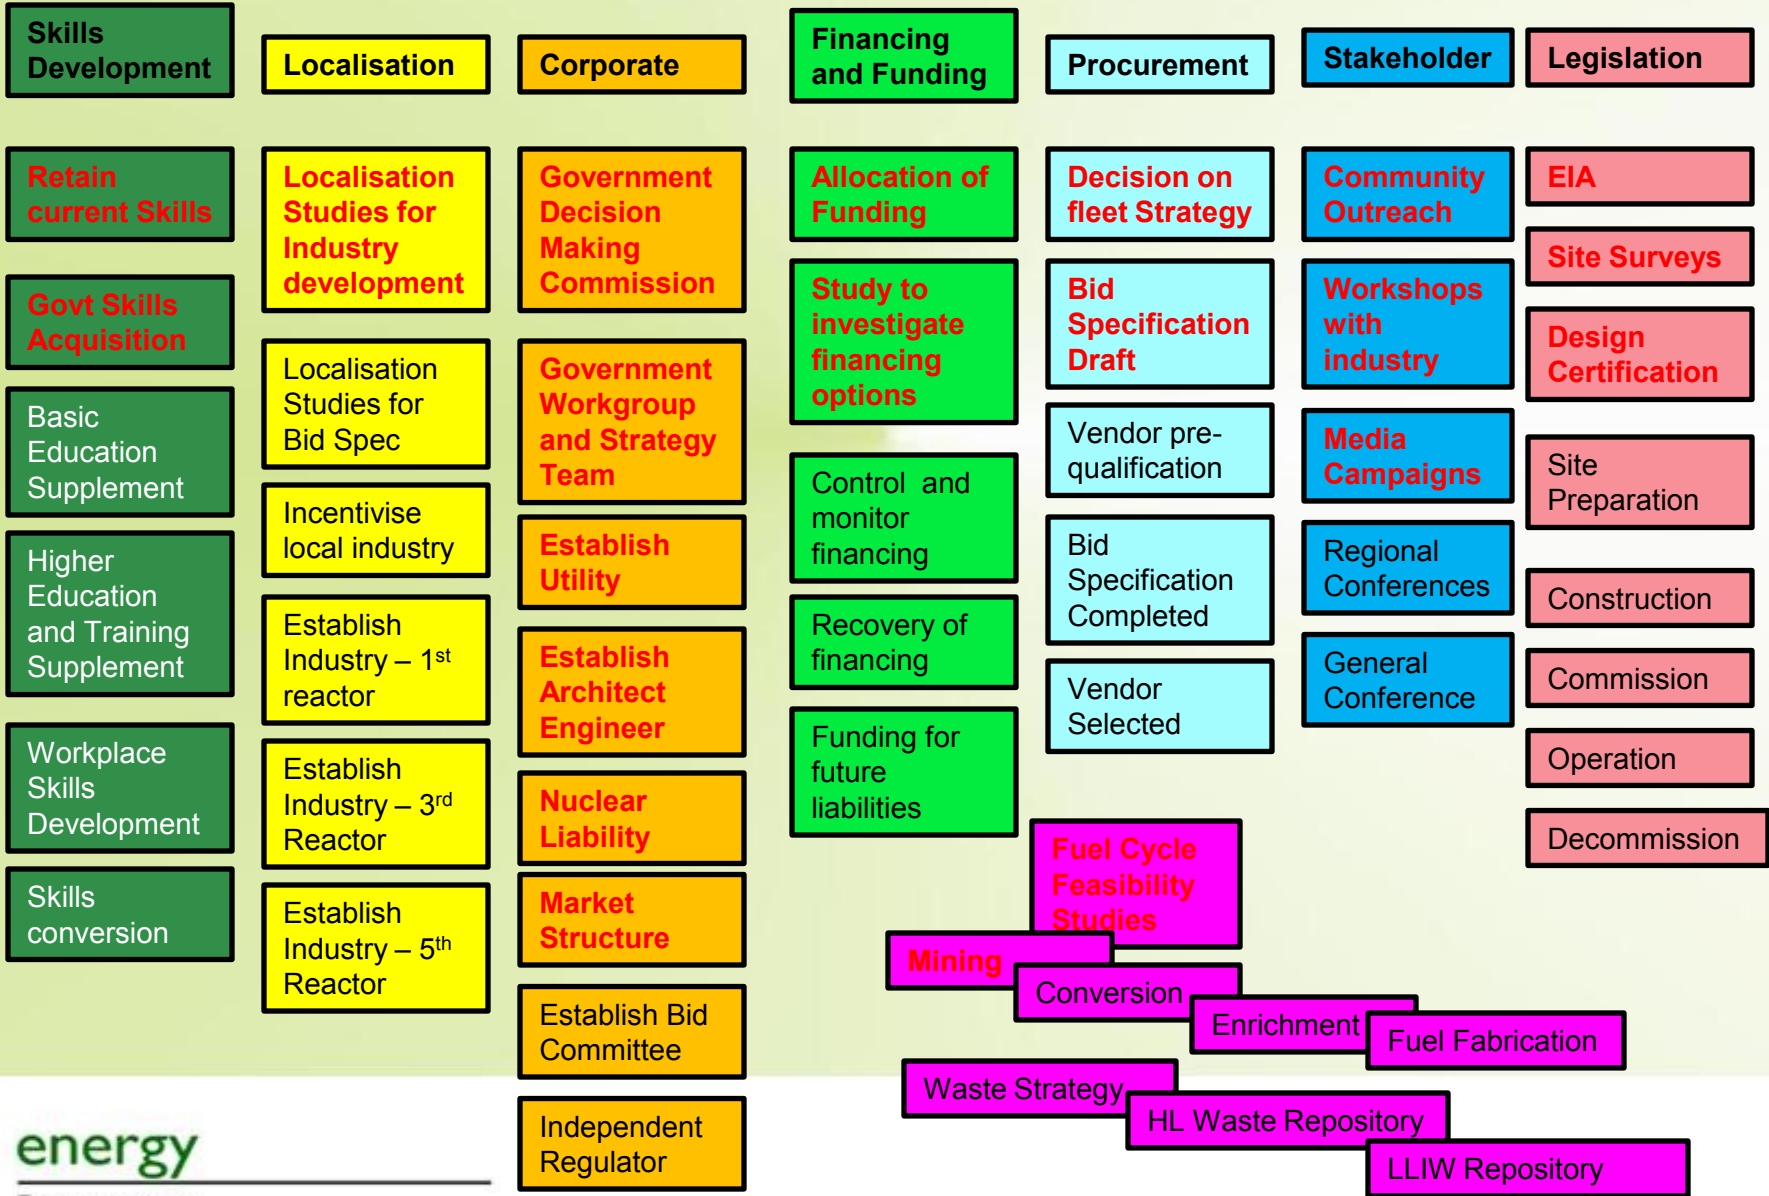 Skills
Development
Localisation
Corporate
Financing
and Funding
Procurement
Stakeholder
Legislation
Retain
current Skills
Govt Skills
Acquisition
Basic
Education
Supplement
Higher
Education
and Training
Supplement
Workplace
Skills
Development
Skills
conversion
Localisation
Studies for
Industry
development
Localisation
Studies for
Bid Spec
Incentivise
local industry
Establish
Industry – 1st
reactor
Establish
Industry – 3rd
Reactor
Establish
Industry – 5th
Reactor
Government
Decision
Making
Commission
Government
Workgroup
and Strategy
Team
Establish
Utility
Establish
Architect
Engineer
Nuclear
Liability
Market
Structure
Establish Bid
Committee
Independent
Regulator
Allocation of
Funding
Study to
investigate
financing
options
Control and
monitor
financing
Recovery of
financing
Funding for
future
liabilities
Decision on
fleet Strategy
Bid
Specification
Draft
Vendor pre-
qualification
Bid
Specification
Completed
Vendor
Selected
Community
Outreach
Workshops
with
industry
Media
Campaigns
Regional
Conferences
General
Conference
EIA
Site Surveys
Design
Certification
Site
Preparation
Construction
Commission
Operation
Decommission
Fuel Cycle
Feasibility
Studies
Mining
Conversion
Enrichment
Fuel Fabrication
Waste Strategy
HL Waste Repository
LLIW Repository
energy